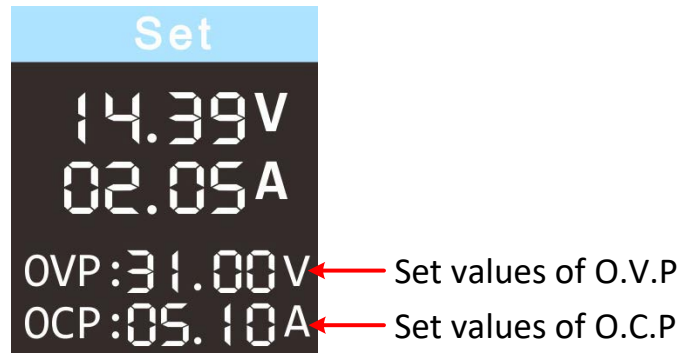 Set
14.39V
02.05A
OVP:31.00V Set values of O.V.P
OCP:05.10A Set values of O.C.P